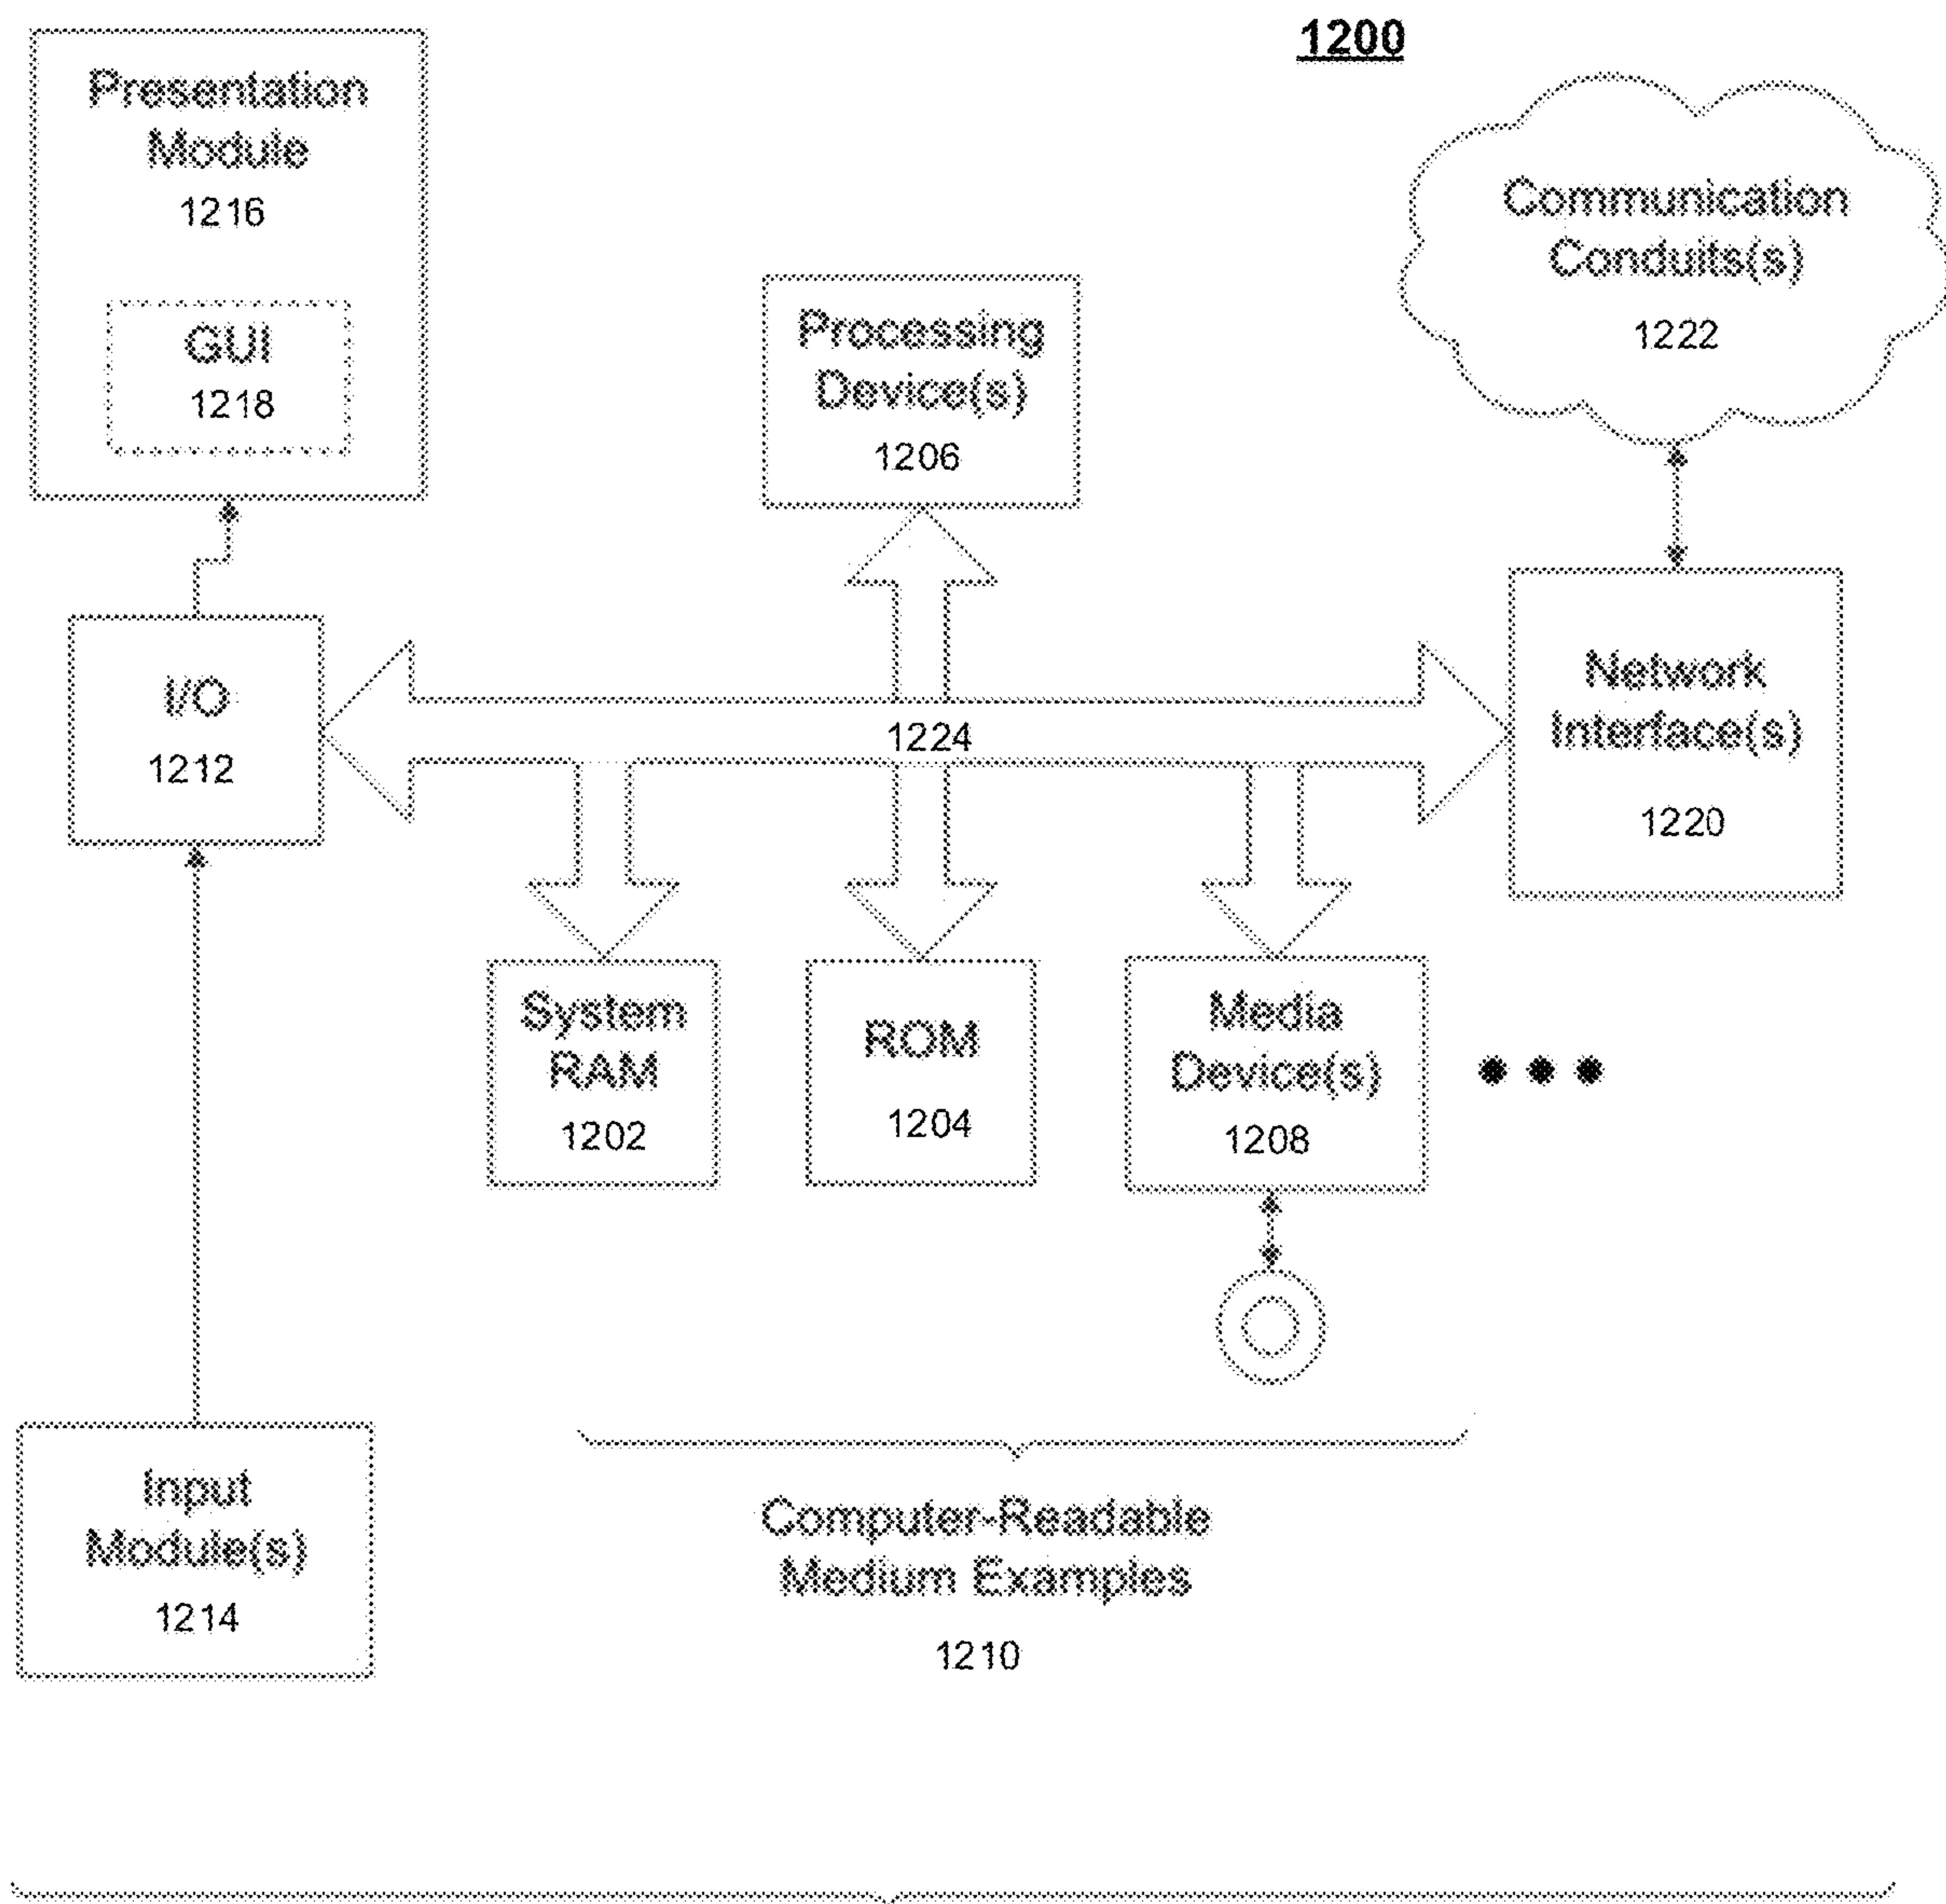 1200
Presentation
Module
1216
GUI
1218
Processing
Device(s)
1206
Communication
Conduits(s)
1222
I/O
1212
1224
Network
Interface(s)
1220
System
RAM
1202
ROM
1204
Media
Device(s)
1208
Input
Module(s)
1214
Computer-Readable
Medium Examples
1210